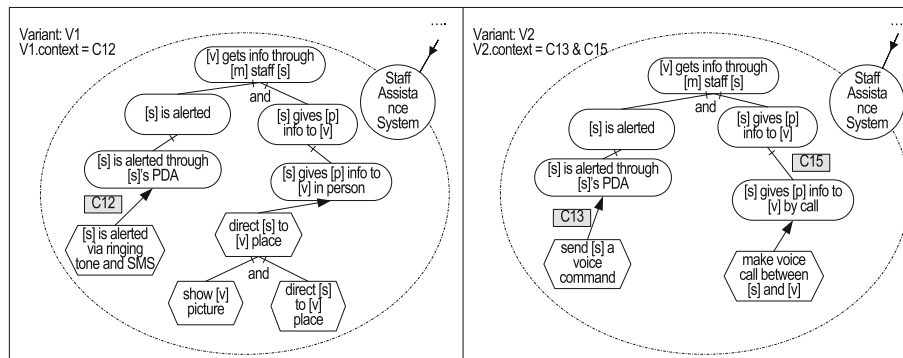 Variant: V1
V1.context = C12
....
[v] gets info through
[m] staff [s]
and
Staff
Assista
nce
System
[s] is alerted
[s] gives [p]
info to [v]
[s] is alerted through
[s]'s PDA
[s] gives [p] info to
[v] in person
C12
[s] is alerted
via ringing
tone and SMS
direct [s] to
[v] place
and
show [v]
picture
direct [s]
to [v]
place
Variant: V2
V2.context = C13 & C15
....
[v] gets info through
[m] staff [s]
and
Staff
Assista
nce
System
[s] is alerted
[s] gives [p]
info to [v]
[s] is alerted through
[s]'s PDA
C15
[s] gives [p] info to
[v] by call
C13
send [s] a
voice
command
make voice
call between
[s] and [v]